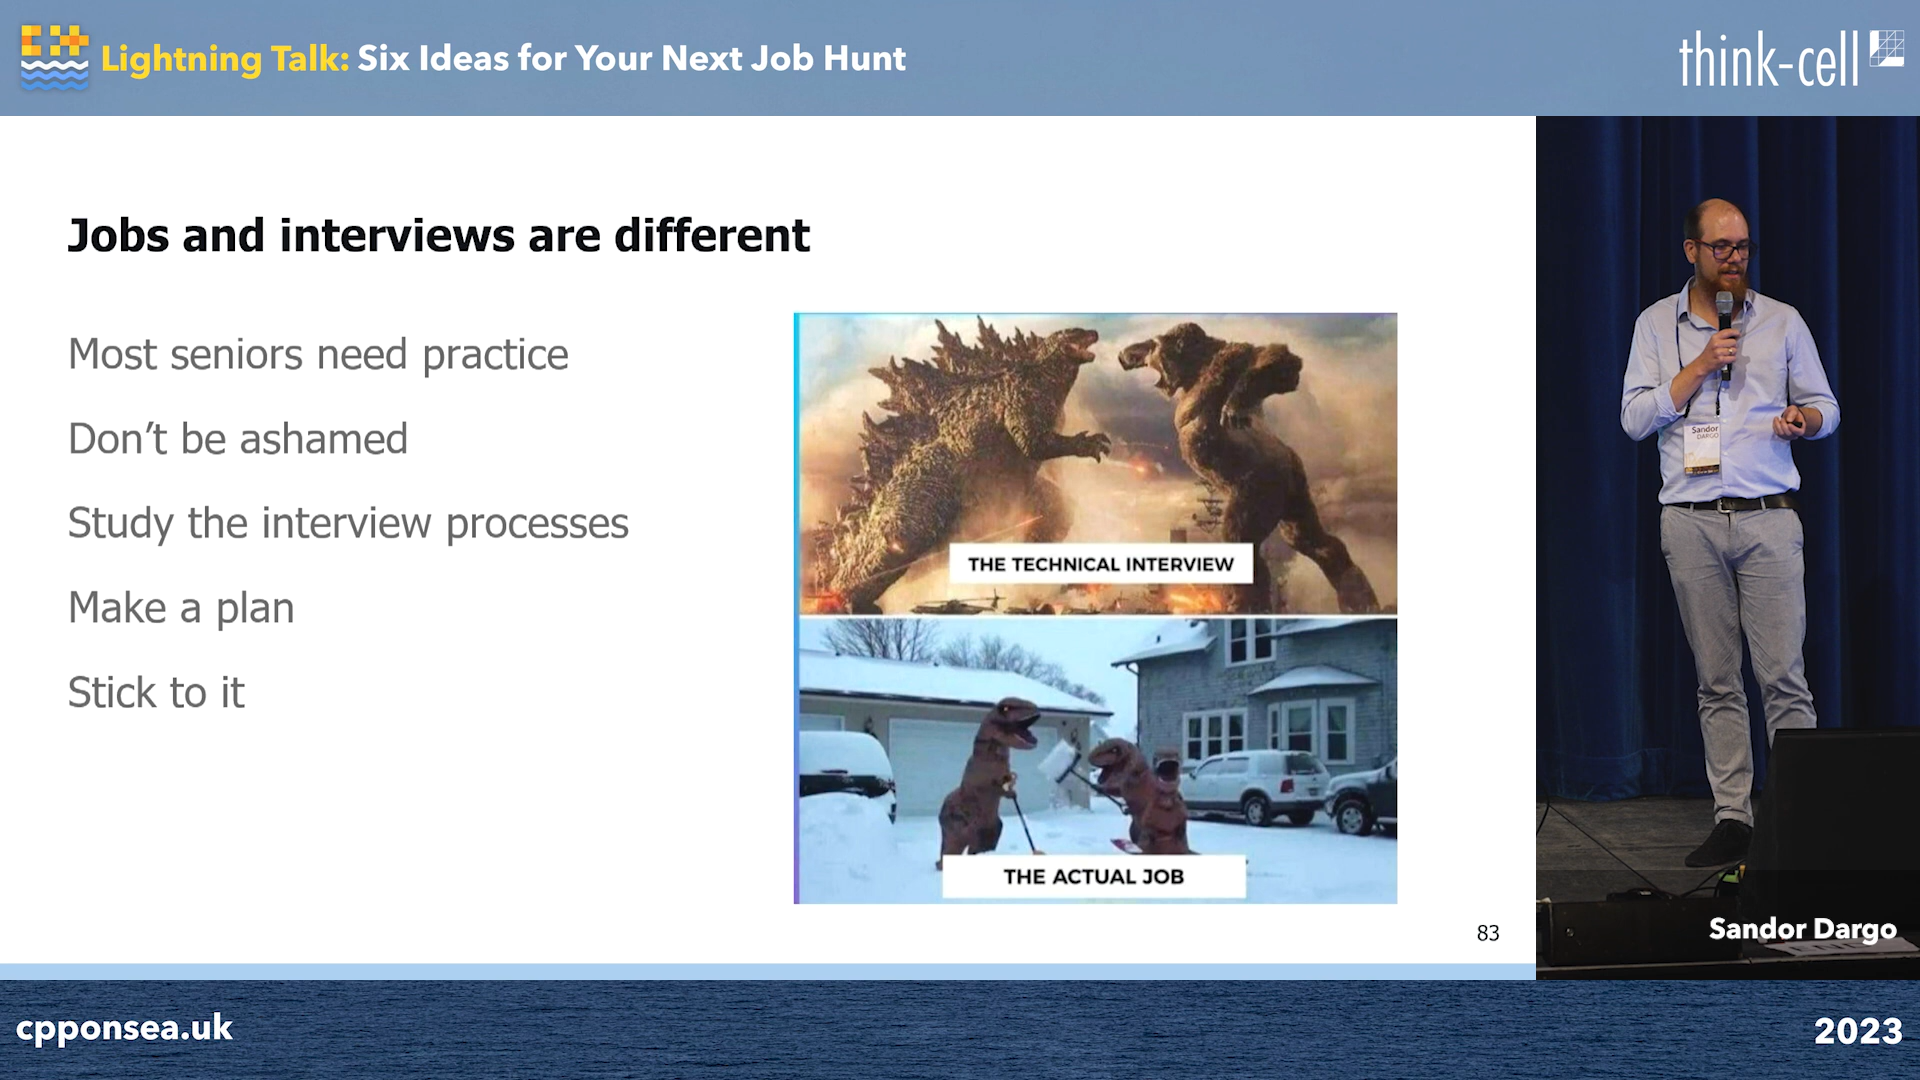 Lightning Talk: Six Ideas for Your Next Job Hunt
think-cell
Jobs and interviews are different
Most seniors need practice
Don't be ashamed
Study the interview processes
Make a plan
Stick to it
THE TECHNICAL INTERVIEW
THE ACTUAL JOB
83
Sandor
DARGO
Sandor Dargo
cpponsea.uk
2023